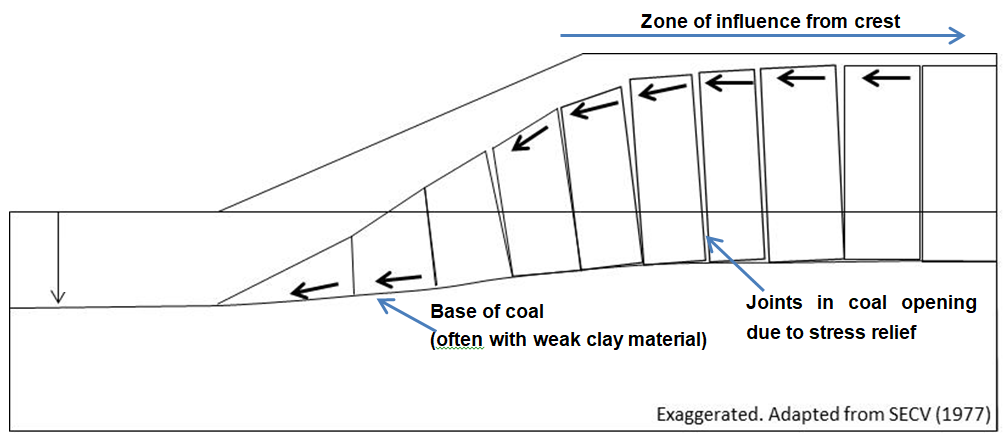 Zone of influence from crest
Base of coal
(often with weak clay material)
Joints in coal opening
due to stress relief
Exaggerated. Adapted from SECV (1977)